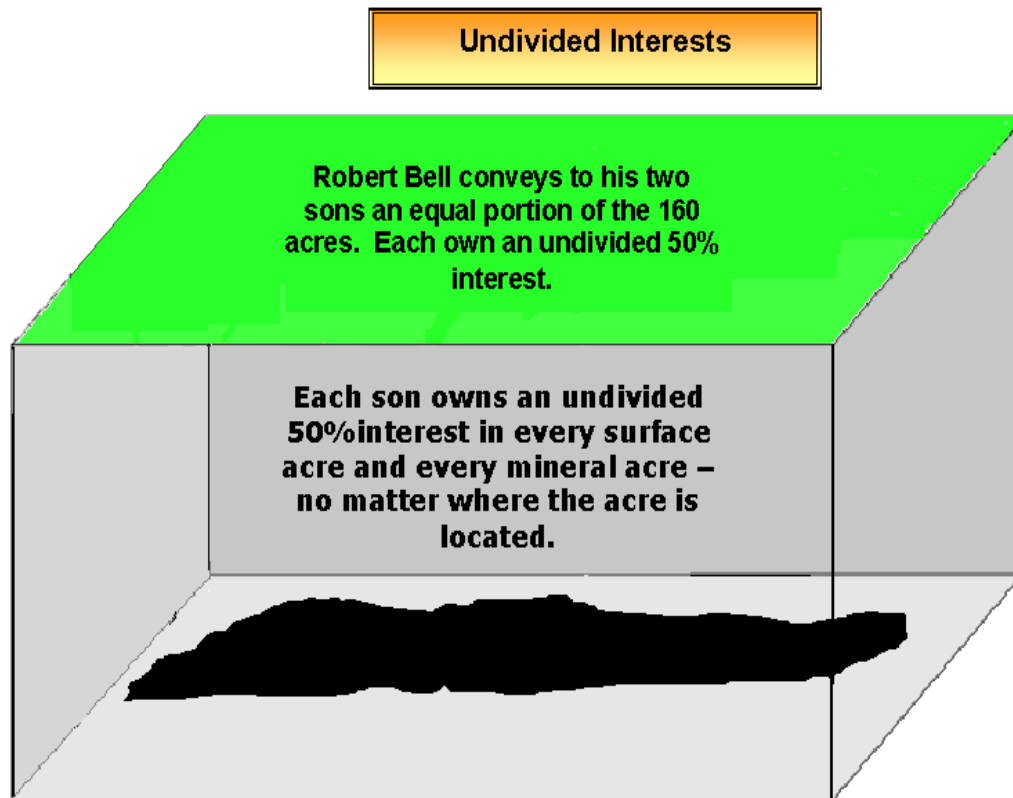 Undivided Interests
Robert Bell conveys to his two
sons an equal portion of the 160
acres. Each own an undivided 50%
interest.
Each son owns an undivided
50%interest in every surface
acre and every mineral acre –
no matter where the acre is
located.